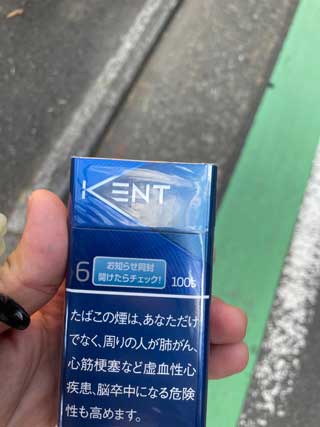 KENT
6
お知らせ同封
開けたらチェック!
100s
たばこの煙は、あなただけ
でなく、周りの人が肺がん、
心筋梗塞など虚血性心
疾患、脳卒中になる危険
性も高めます。